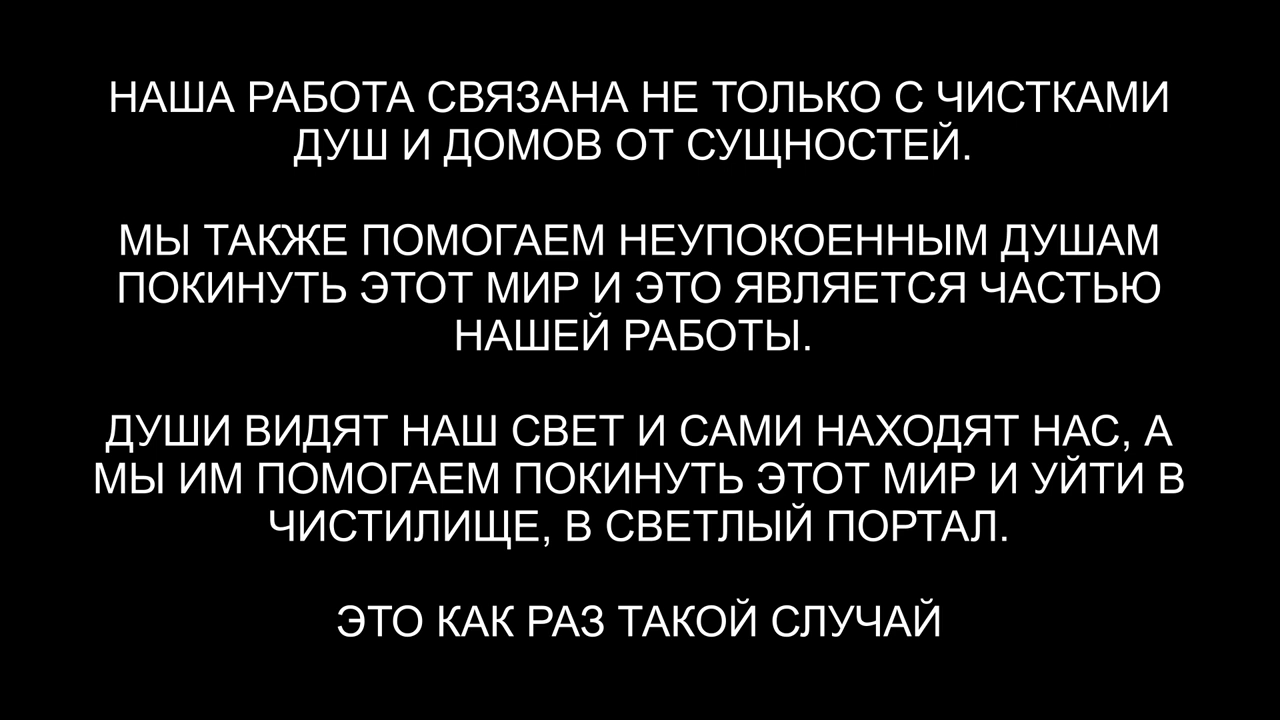 НАША РАБОТА СВЯЗАНА НЕ ТОЛЬКО С ЧИСТКАМИ
ДУШ И ДОМОВ ОТ СУЩНОСТЕЙ.
МЫ ТАКЖЕ ПОМОГАЕМ НЕУПОКОЕННЫМ ДУШАМ
ПОКИНУТЬ ЭТОТ МИР И ЭТО ЯВЛЯЕТСЯ ЧАСТЬЮ
НАШЕЙ РАБОТЫ.
ДУШИ ВИДЯТ НАШ СВЕТ И САМИ НАХОДЯТ НАС, А
МЫ ИМ ПОМОГАЕМ ПОКИНУТЬ ЭТОТ МИР И УЙТИ В
ЧИСТИЛИЩЕ, В СВЕТЛЫЙ ПОРТАЛ.
ЭТО КАК РАЗ ТАКОЙ СЛУЧАЙ